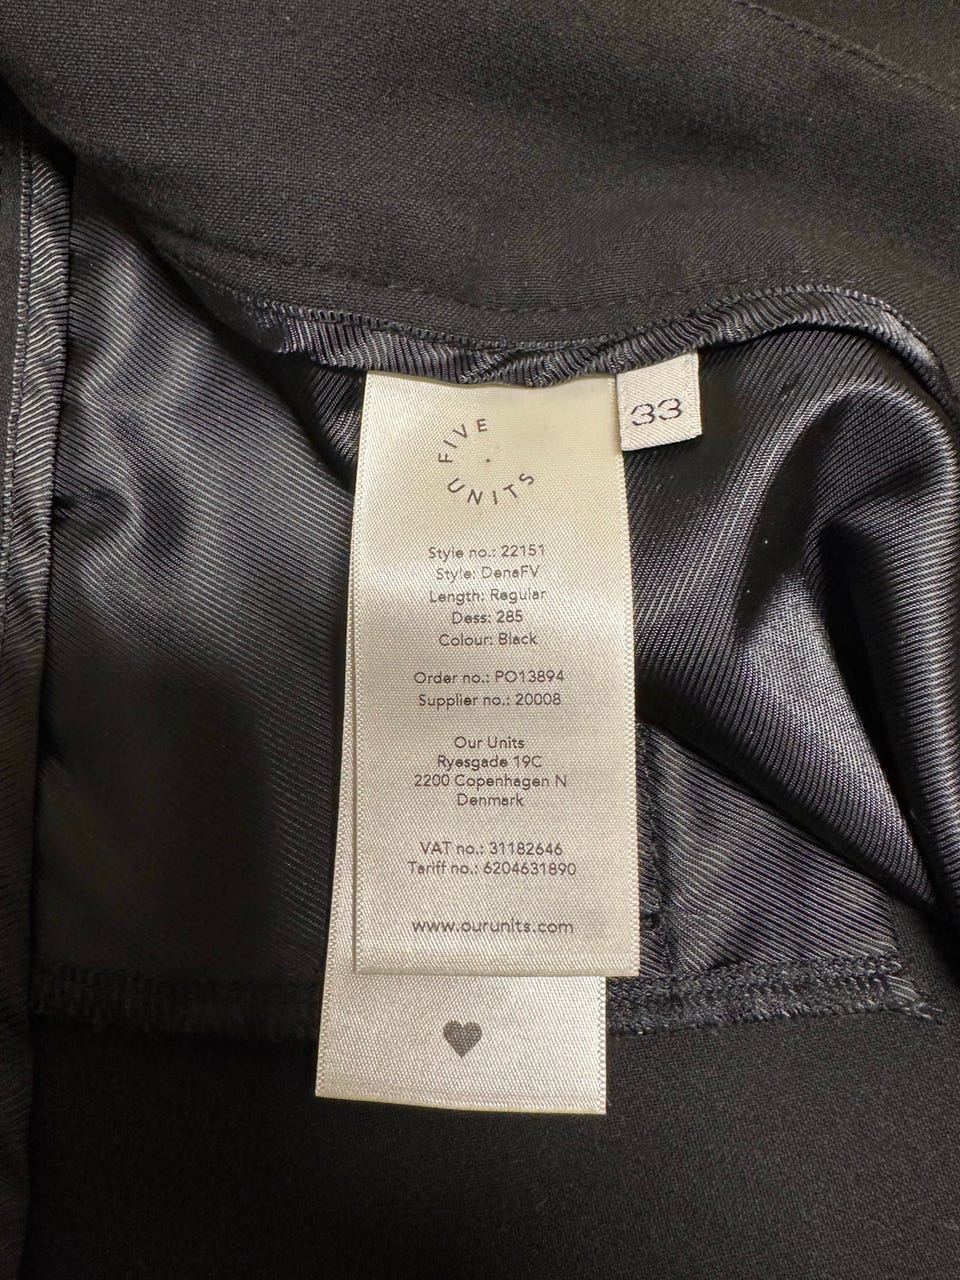 FIVE
UNITS
33
Style no.: 22151
Style: DenaFV
Length: Regular
Dess: 285
Colour: Black
Order no.: PO13894
Supplier no.: 20008
Our Units
Ryesgade 19C
2200 Copenhagen N
Denmark
VAT no.: 31182646
Tariff no.: 6204631890
www.ourunits.com